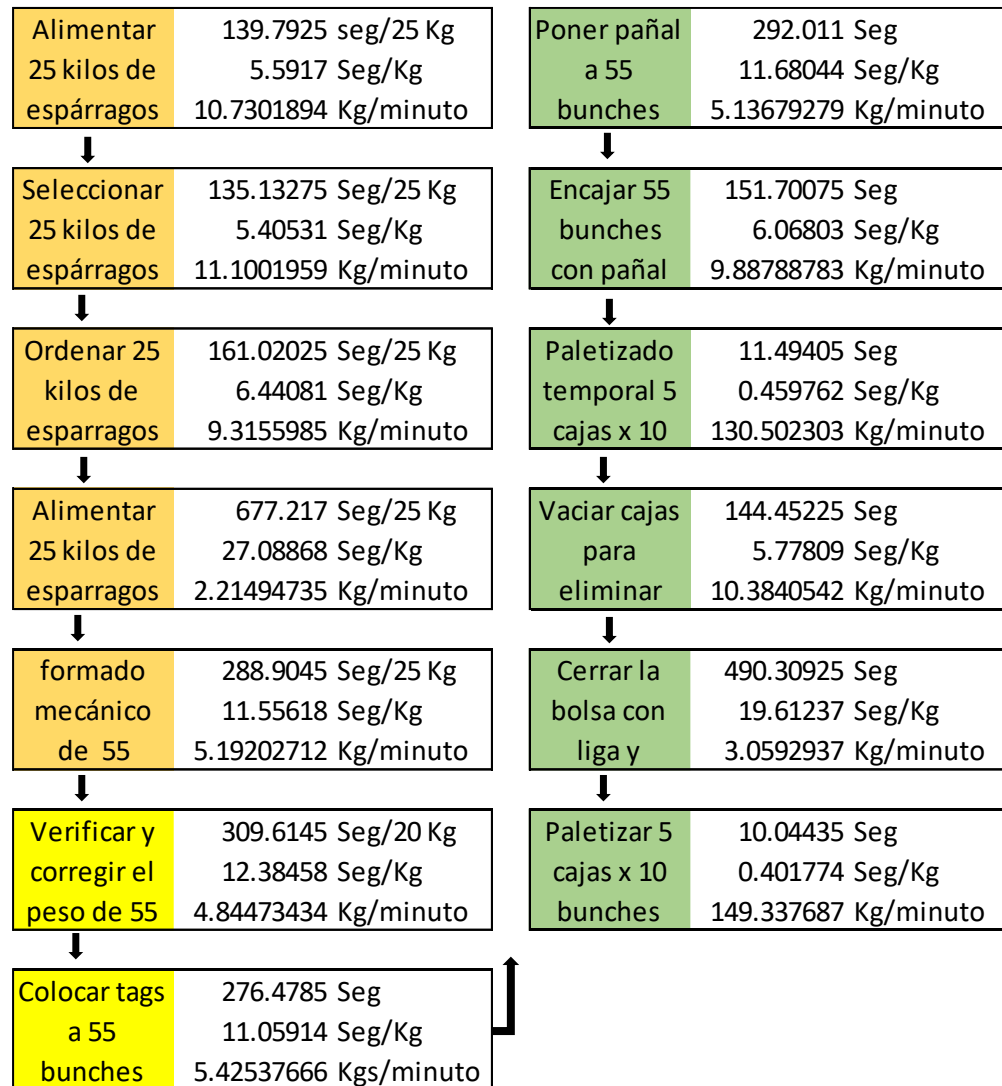 Alimentar 139.7925 seg/25 Kg
25 kilos de 5.5917 Seg/Kg
espárragos 10.7301894 Kg/minuto
Seleccionar 135.13275 Seg/25 Kg
25 kilos de 5.40531 Seg/Kg
espárragos 11.1001959 Kg/minuto
Ordenar 25 161.02025 Seg/25 Kg
kilos de 6.44081 Seg/Kg
esparragos 9.3155985 Kg/minuto
Alimentar 677.217 Seg/25 Kg
25 kilos de 27.08868 Seg/Kg
esparragos 2.21494735 Kg/minuto
formado 288.9045 Seg/25 Kg
mecánico 11.55618 Seg/Kg
de 55 5.19202712 Kg/minuto
Verificar y 309.6145 Seg/20 Kg
corregir el 12.38458 Seg/Kg
peso de 55 4.84473434 Kg/minuto
Colocar tags 276.4785 Seg
a 55 11.05914 Seg/Kg
bunches 5.42537666 Kgs/minuto
Poner pañal 292.011 Seg
a 55 11.68044 Seg/Kg
bunches 5.13679279 Kg/minuto
Encajar 55 151.70075 Seg
bunches 6.06803 Seg/Kg
con pañal 9.88788783 Kg/minuto
Paletizado 11.49405 Seg
temporal 5 0.459762 Seg/Kg
cajas x 10 130.502303 Kg/minuto
Vaciar cajas 144.45225 Seg
para 5.77809 Seg/Kg
eliminar 10.3840542 Kg/minuto
Cerrar la 490.30925 Seg
bolsa con 19.61237 Seg/Kg
liga y 3.0592937 Kg/minuto
Paletizar 5 10.04435 Seg
cajas x 10 0.401774 Seg/Kg
bunches 149.337687 Kg/minuto